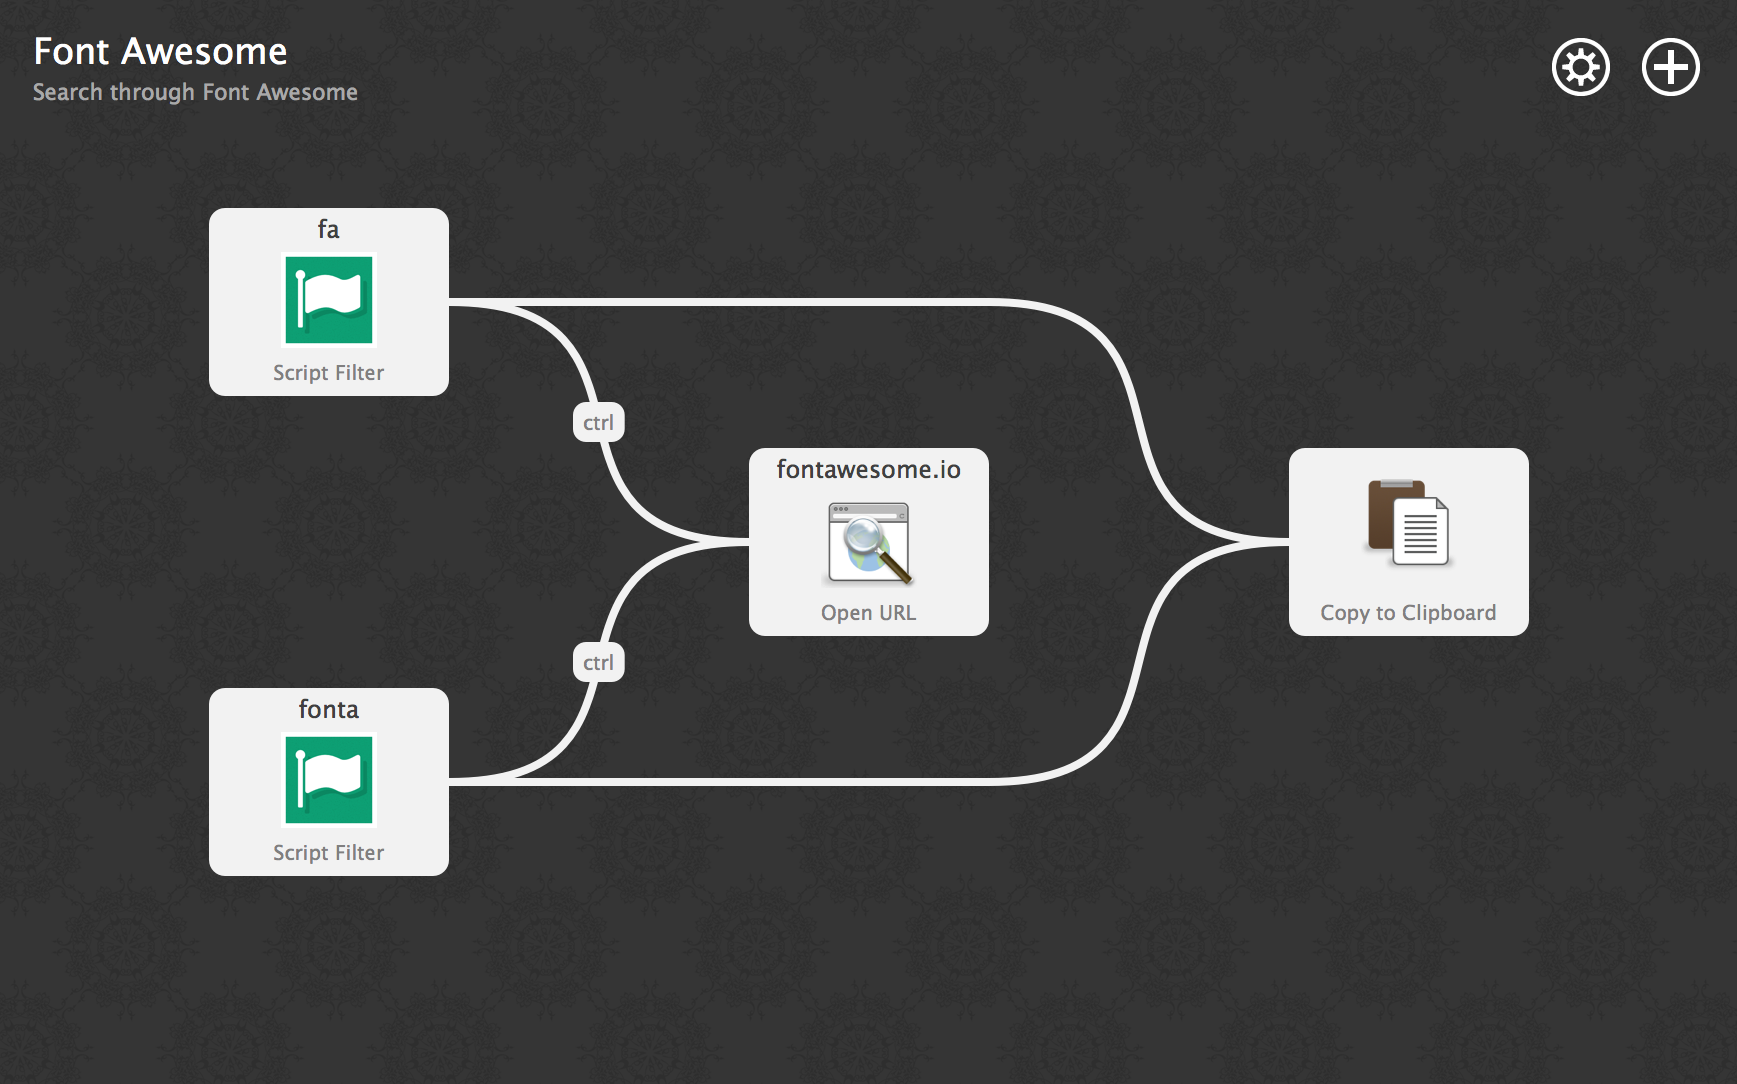 Font Awesome
Search through Font Awesome
fa
Script Filter
ctrl
fontawesome.io
Open URL
Copy to Clipboard
ctrl
fonta
Script Filter